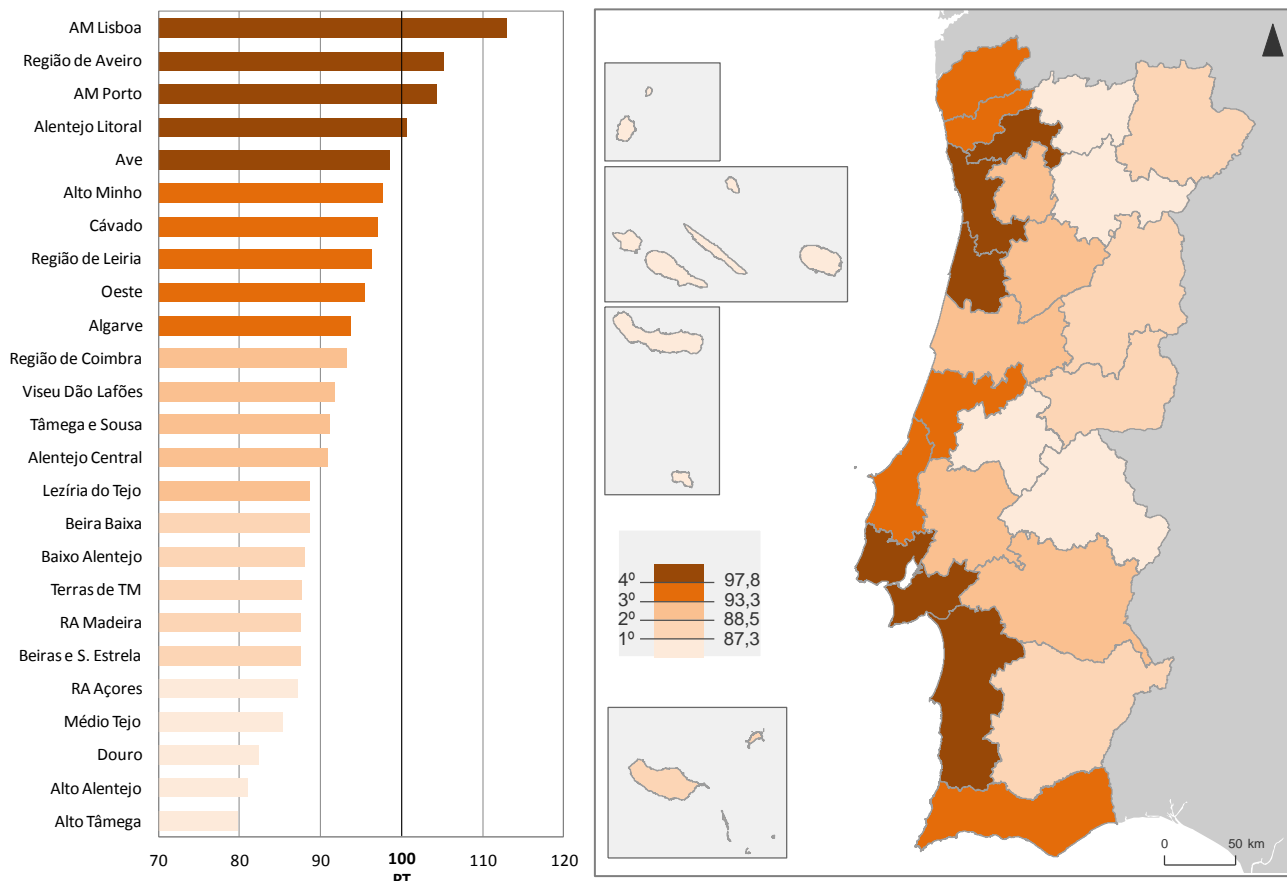 AM Lisboa
Região de Aveiro
AM Porto
Alentejo Litoral
Ave
Alto Minho
Cávado
Região de Leiria
Oeste
Algarve
Região de Coimbra
Viseu Dão Lafões
Tâmega e Sousa
Alentejo Central
Lezíria do Tejo
Beira Baixa
Baixo Alentejo
Terras de TM
RA Madeira
Beiras e S. Estrela
RA Açores
Médio Tejo
Douro
Alto Alentejo
Alto Tâmega
70 80 90 100 110 120
PT
4º 97,8
3º 93,3
2º 88,5
1º 87,3
0 50 km